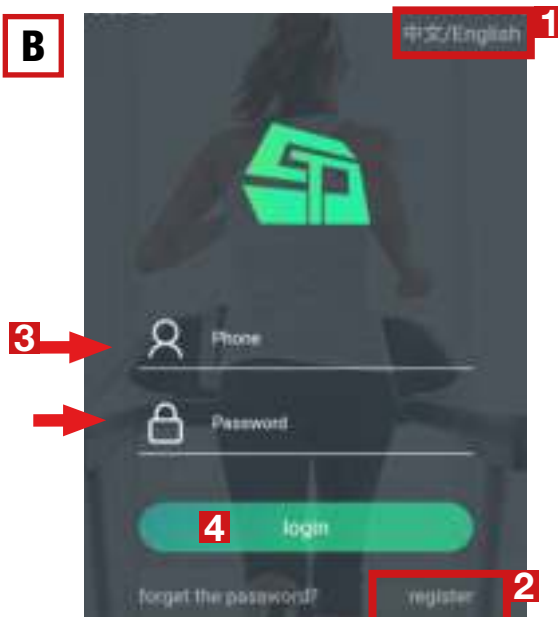 B
中文/English
1
3
Phone
Password
4
login
forget the password?
register
2